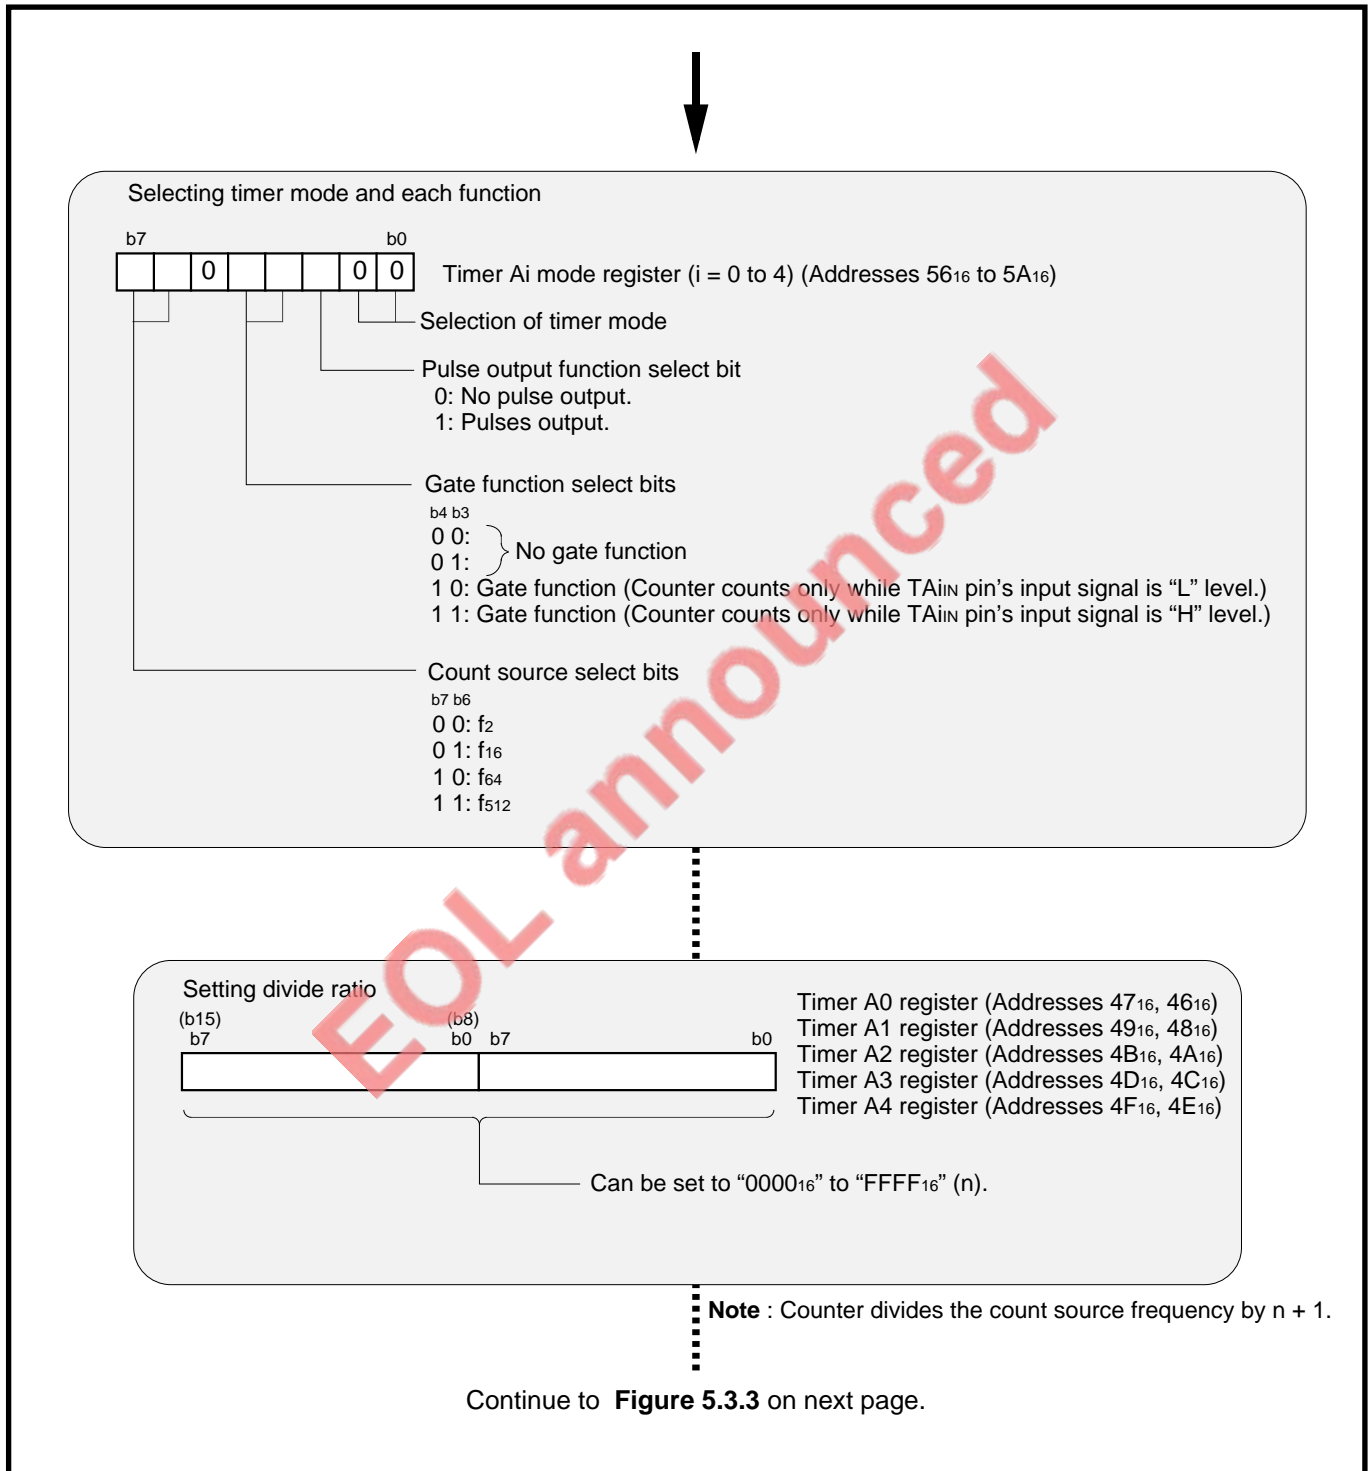 Selecting timer mode and each function
b7 b0
0 0 0
Timer Ai mode register (i = 0 to 4) (Addresses 5616 to 5A16)
Selection of timer mode
Pulse output function select bit
0: No pulse output.
1: Pulses output.
Gate function select bits
b4 b3
0 0:
0 1:
No gate function
1 0: Gate function (Counter counts only while TAiIN pin’s input signal is “L” level.)
1 1: Gate function (Counter counts only while TAiIN pin’s input signal is “H” level.)
Count source select bits
b7 b6
0 0: f2
0 1: f16
1 0: f64
1 1: f512
EOL announced
Setting divide ratio
(b15) (b8)
b7 b0 b7 b0
Timer A0 register (Addresses 4716, 4616)
Timer A1 register (Addresses 4916, 4816)
Timer A2 register (Addresses 4B16, 4A16)
Timer A3 register (Addresses 4D16, 4C16)
Timer A4 register (Addresses 4F16, 4E16)
Can be set to “000016” to “FFFF16” (n).
Note : Counter divides the count source frequency by n + 1.
Continue to Figure 5.3.3 on next page.